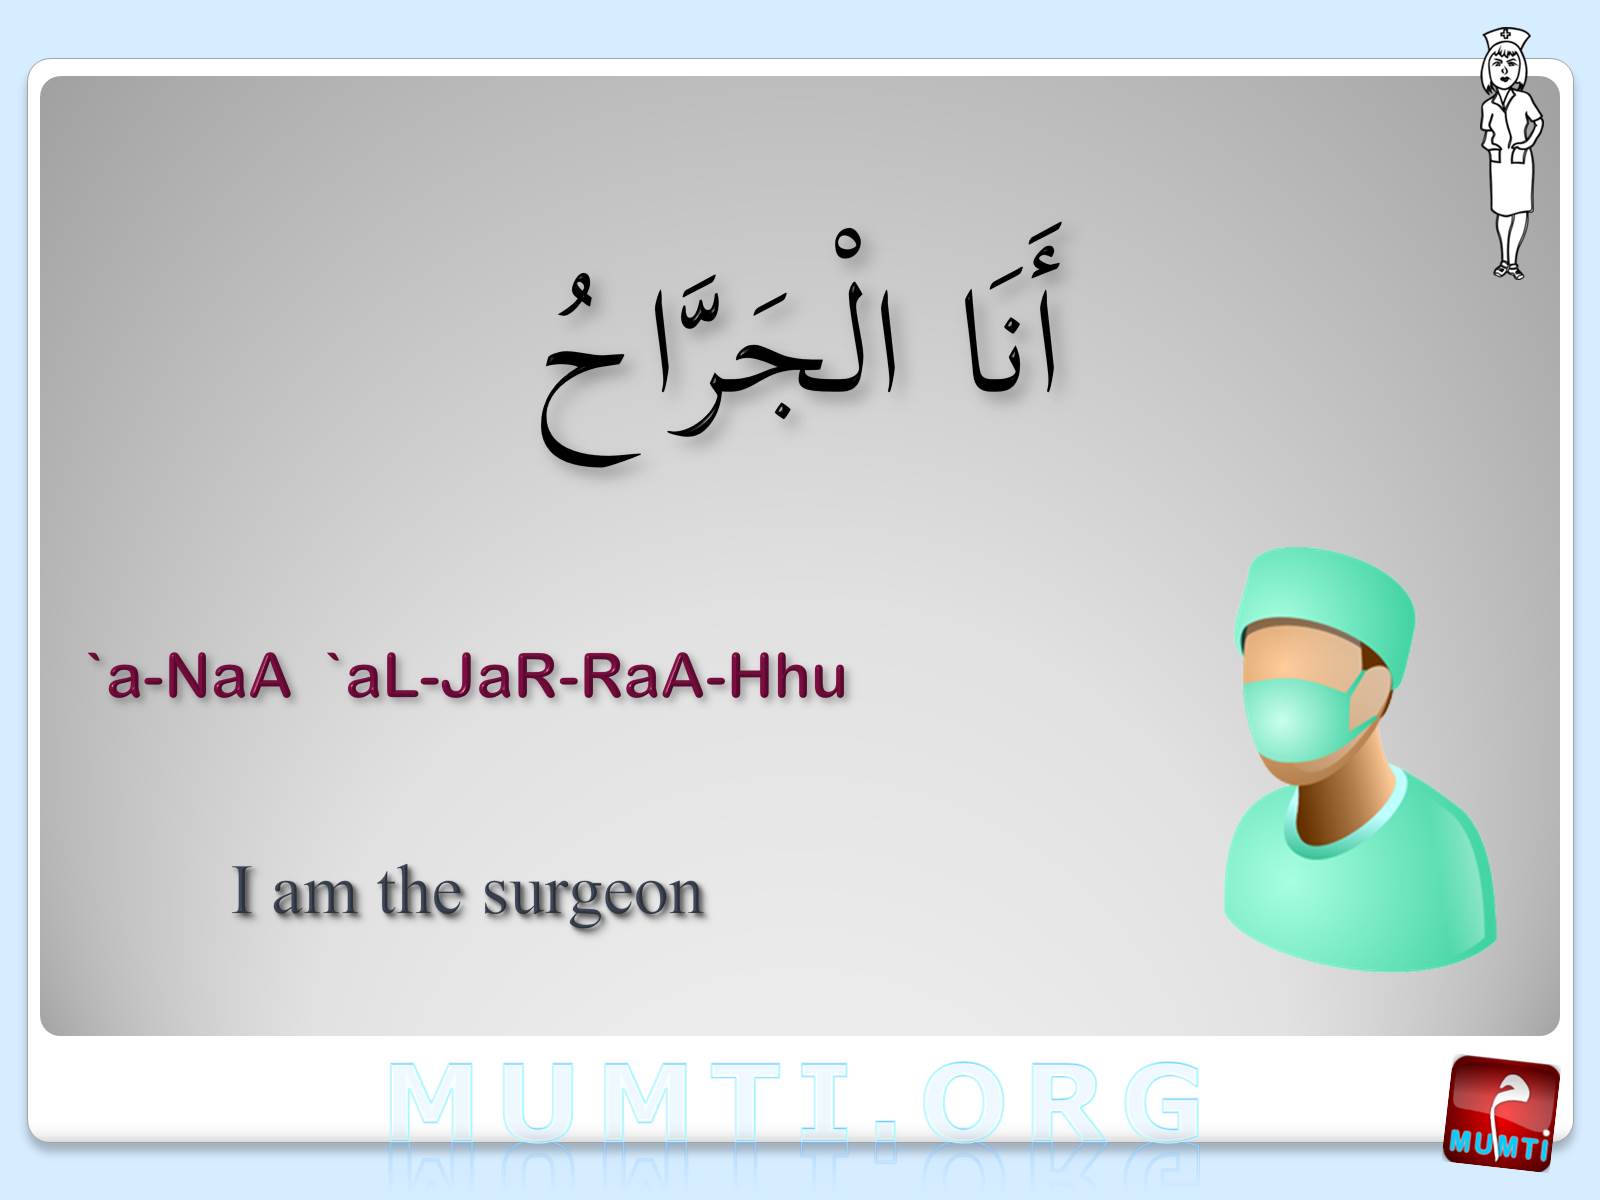 أَنَا الْجَرَّاحُ
`a-NaA `aL-JaR-RaA-Hhu
I am the surgeon
MUMTI.ORG
م
MUMTi